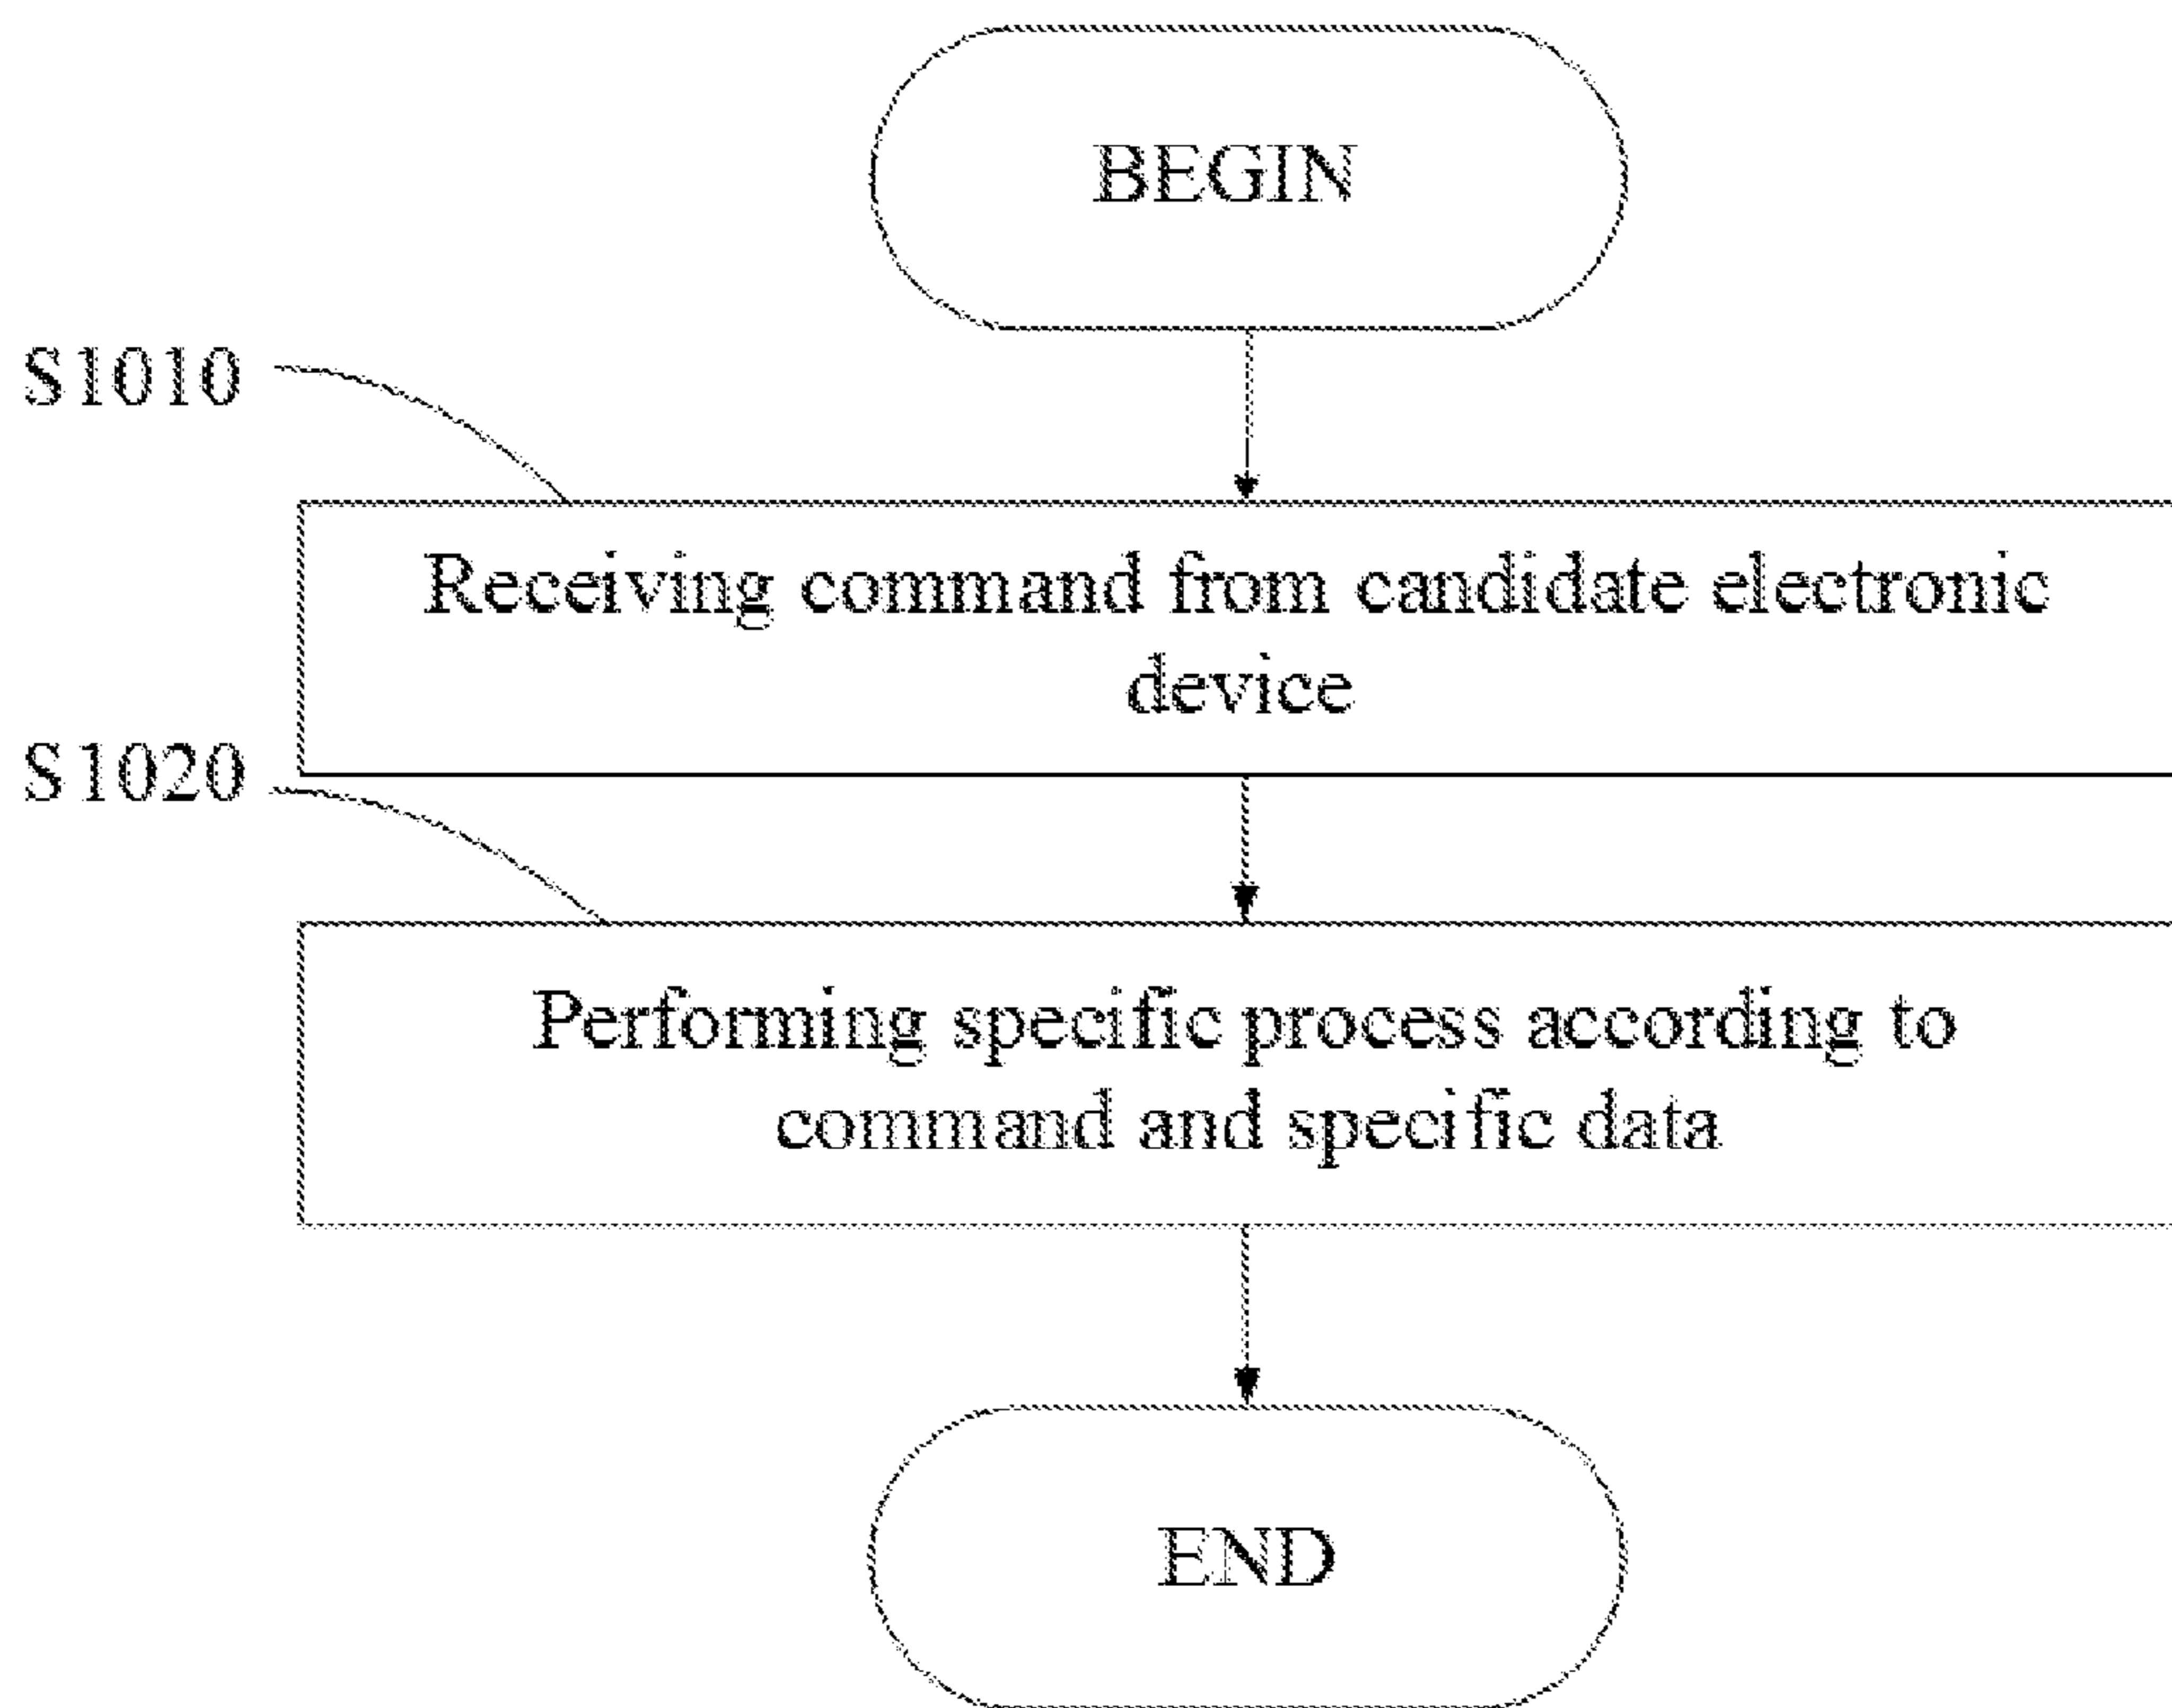 BEGIN
S1010
Receiving command from candidate electronic
device
S1020
Performing specific process according to
command and specific data
END